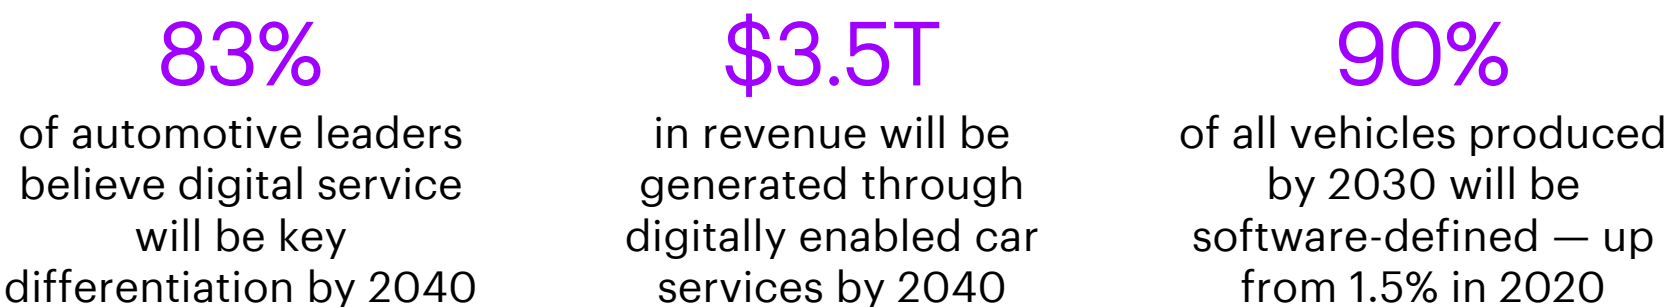 83%
of automotive leaders
believe digital service
will be key
differentiation by 2040
$3.5T
in revenue will be
generated through
digitally enabled car
services by 2040
90%
of all vehicles produced
by 2030 will be
software-defined — up
from 1.5% in 2020